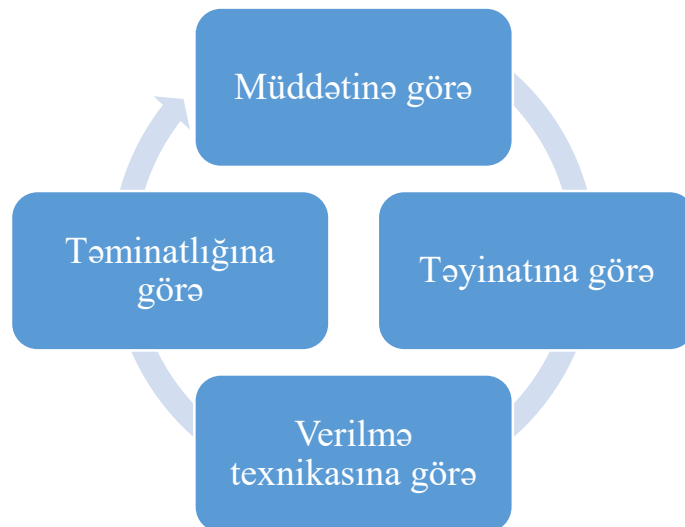 Müddətinə görə
Təyinatına görə
Verilmə
texnikasına görə
Təminatlığına
görə